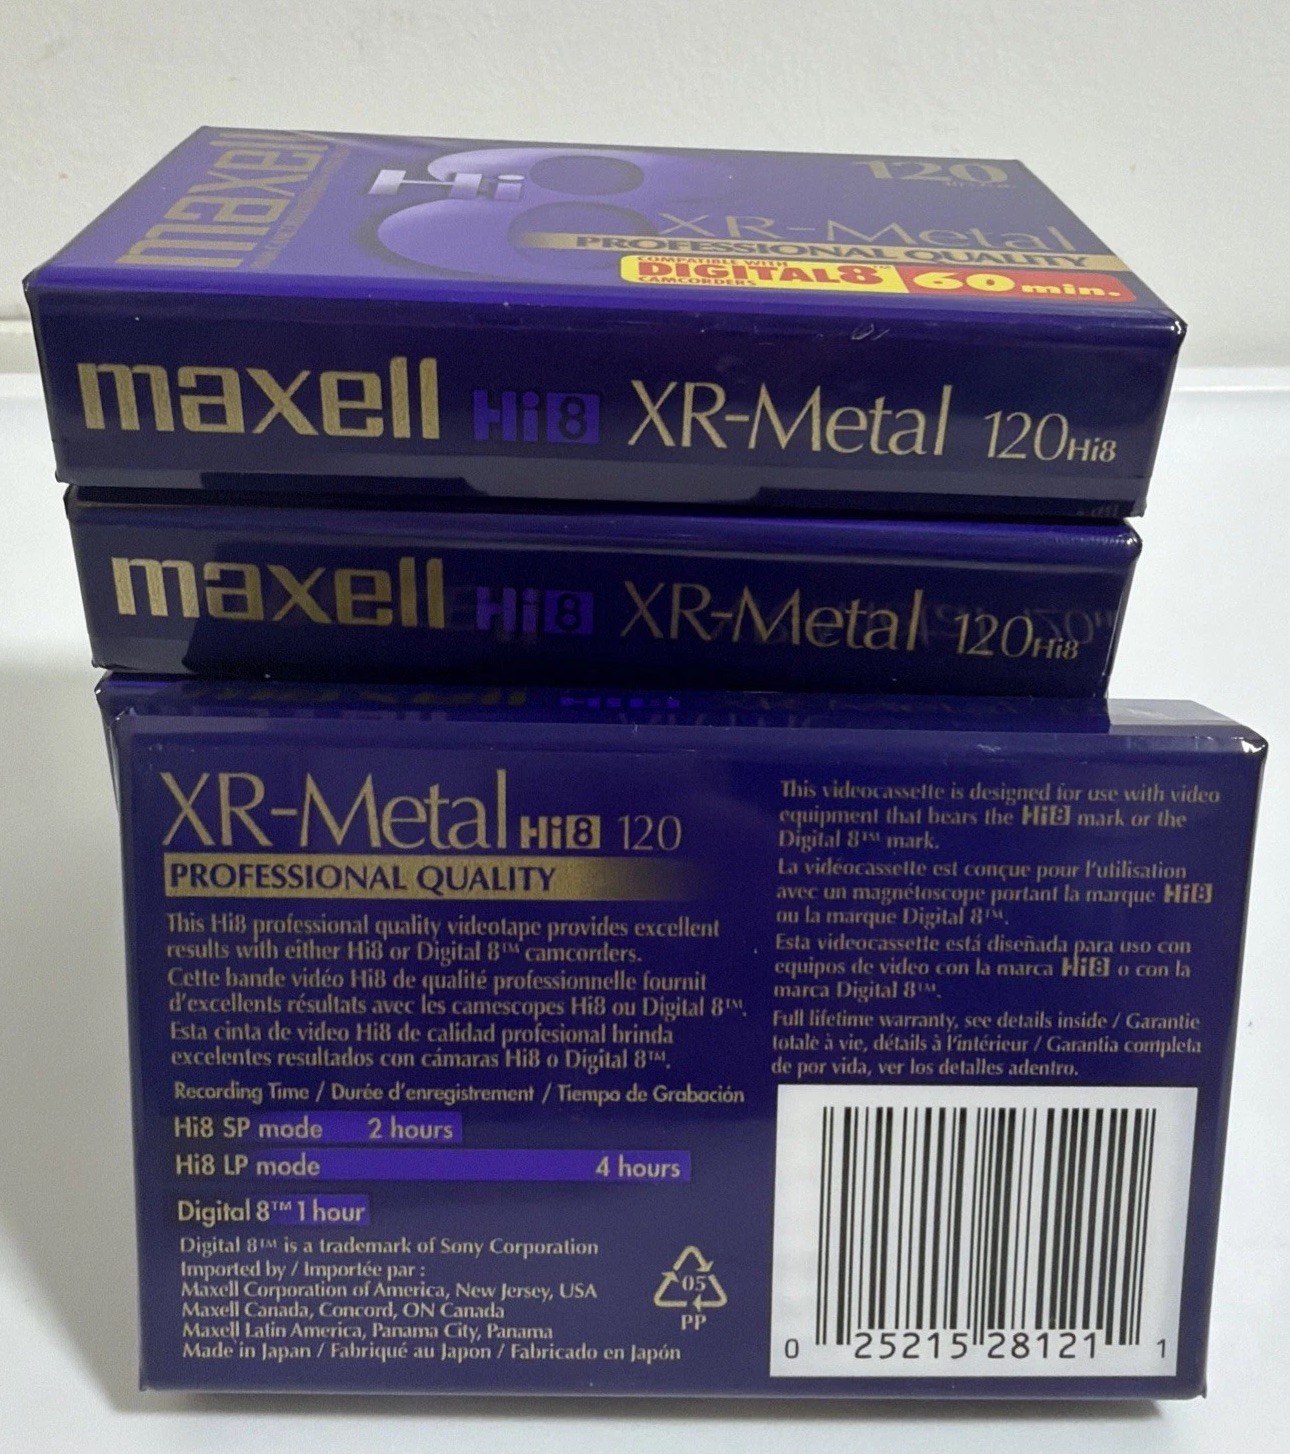 maxell
Hi
120
XR-Metal
PROFESSIONAL QUALITY
COMPATIBLE WITH
DIGITAL8™
CAMCORDERS
60 min.
maxell Hi8 XR-Metal 120Hi8
maxell Hi8 XR-Metal 120Hi8
XR-Metal Hi8 120
PROFESSIONAL QUALITY
This Hi8 professional quality videotape provides excellent
results with either Hi8 or Digital 8™ camcorders.
Cette bande vidéo Hi8 de qualité professionnelle fournit
d'excellents résultats avec les camescopes Hi8 ou Digital 8™.
Esta cinta de video Hi8 de calidad profesional brinda
excelentes resultados con cámaras Hi8 o Digital 8™.
Recording Time / Durée d'enregistrement / Tiempo de Grabación
Hi8 SP mode 2 hours
Hi8 LP mode 4 hours
Digital 8™ 1 hour
Digital 8™ is a trademark of Sony Corporation
Imported by / Importée par :
Maxell Corporation of America, New Jersey, USA
Maxell Canada, Concord, ON Canada
Maxell Latin America, Panama City, Panama
Made in Japan / Fabriqué au Japon / Fabricado en Japón
05
PP
This videocassette is designed for use with video
equipment that bears the Hi8 mark or the
Digital 8™ mark.
La vidéocassette est conçue pour l'utilisation
avec un magnétoscope portant la marque Hi8
ou la marque Digital 8™.
Esta videocassette está diseñada para uso con
equipos de video con la marca Hi8 o con la
marca Digital 8™.
Full lifetime warranty, see details inside / Garantie
totale à vie, détails à l'intérieur / Garantia completa
de por vida, ver los detalles adentro.
0 25215 28121 1